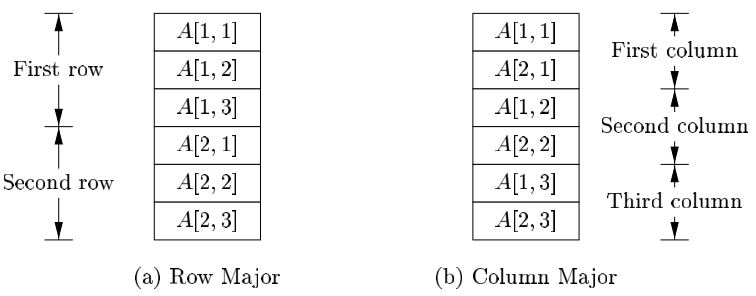 A[1, 1]
A[1, 2]
A[1, 3]
A[2, 1]
A[2, 2]
A[2, 3]
First row
Second row
(a) Row Major
A[1, 1]
A[2, 1]
A[1, 2]
A[2, 2]
A[1, 3]
A[2, 3]
First column
Second column
Third column
(b) Column Major